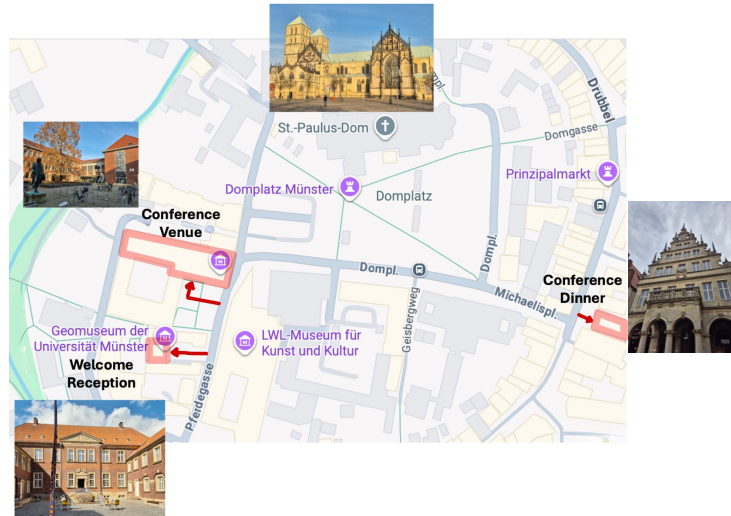 Dompl.
St.-Paulus-Dom
Drubbel
Domgasse
Domplatz Münster
Domplatz
Prinzipalmarkt
Conference
Venue
Dompl.
Dompl.
Michaelispl.
Conference
Dinner
Geisbergweg
Geomuseum der
Universität Münster
LWL-Museum für
Kunst und Kultur
Welcome
Reception
Pferdegasse